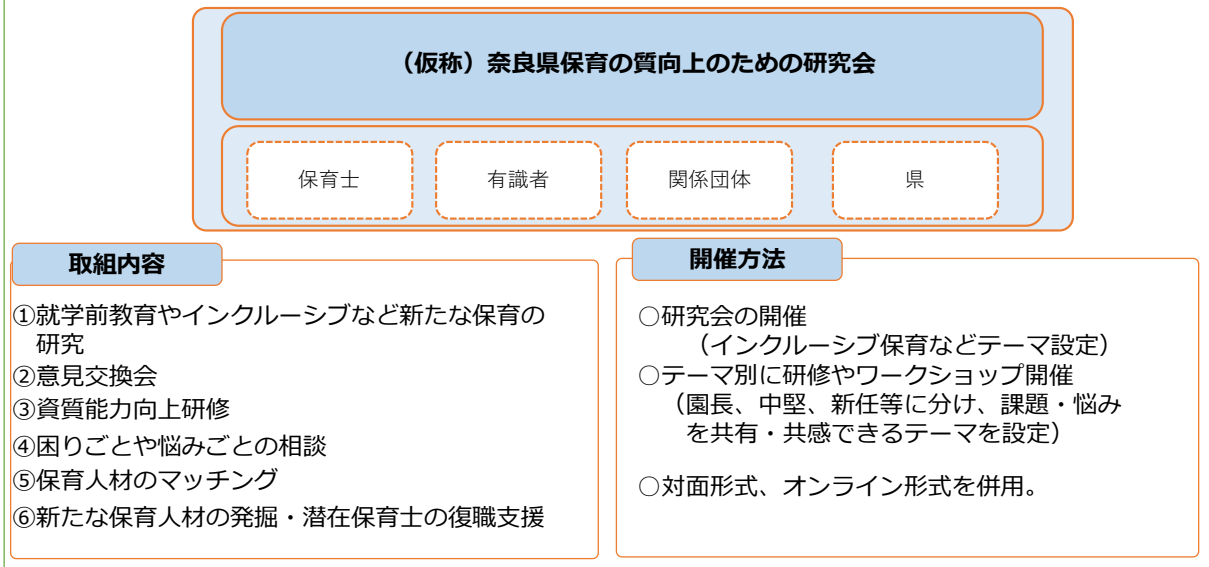 （仮称）奈良県保育の質向上のための研究会
保育士
有識者
関係団体
県
取組内容
①就学前教育やインクルーシブなど新たな保育の
研究
②意見交換会
③資質能力向上研修
④困りごとや悩みごとの相談
⑤保育人材のマッチング
⑥新たな保育人材の発掘・潜在保育士の復職支援
開催方法
○研究会の開催
（インクルーシブ保育などテーマ設定）
○テーマ別に研修やワークショップ開催
（園長、中堅、新任等に分け、課題・悩み
を共有・共感できるテーマを設定）
○対面形式、オンライン形式を併用。